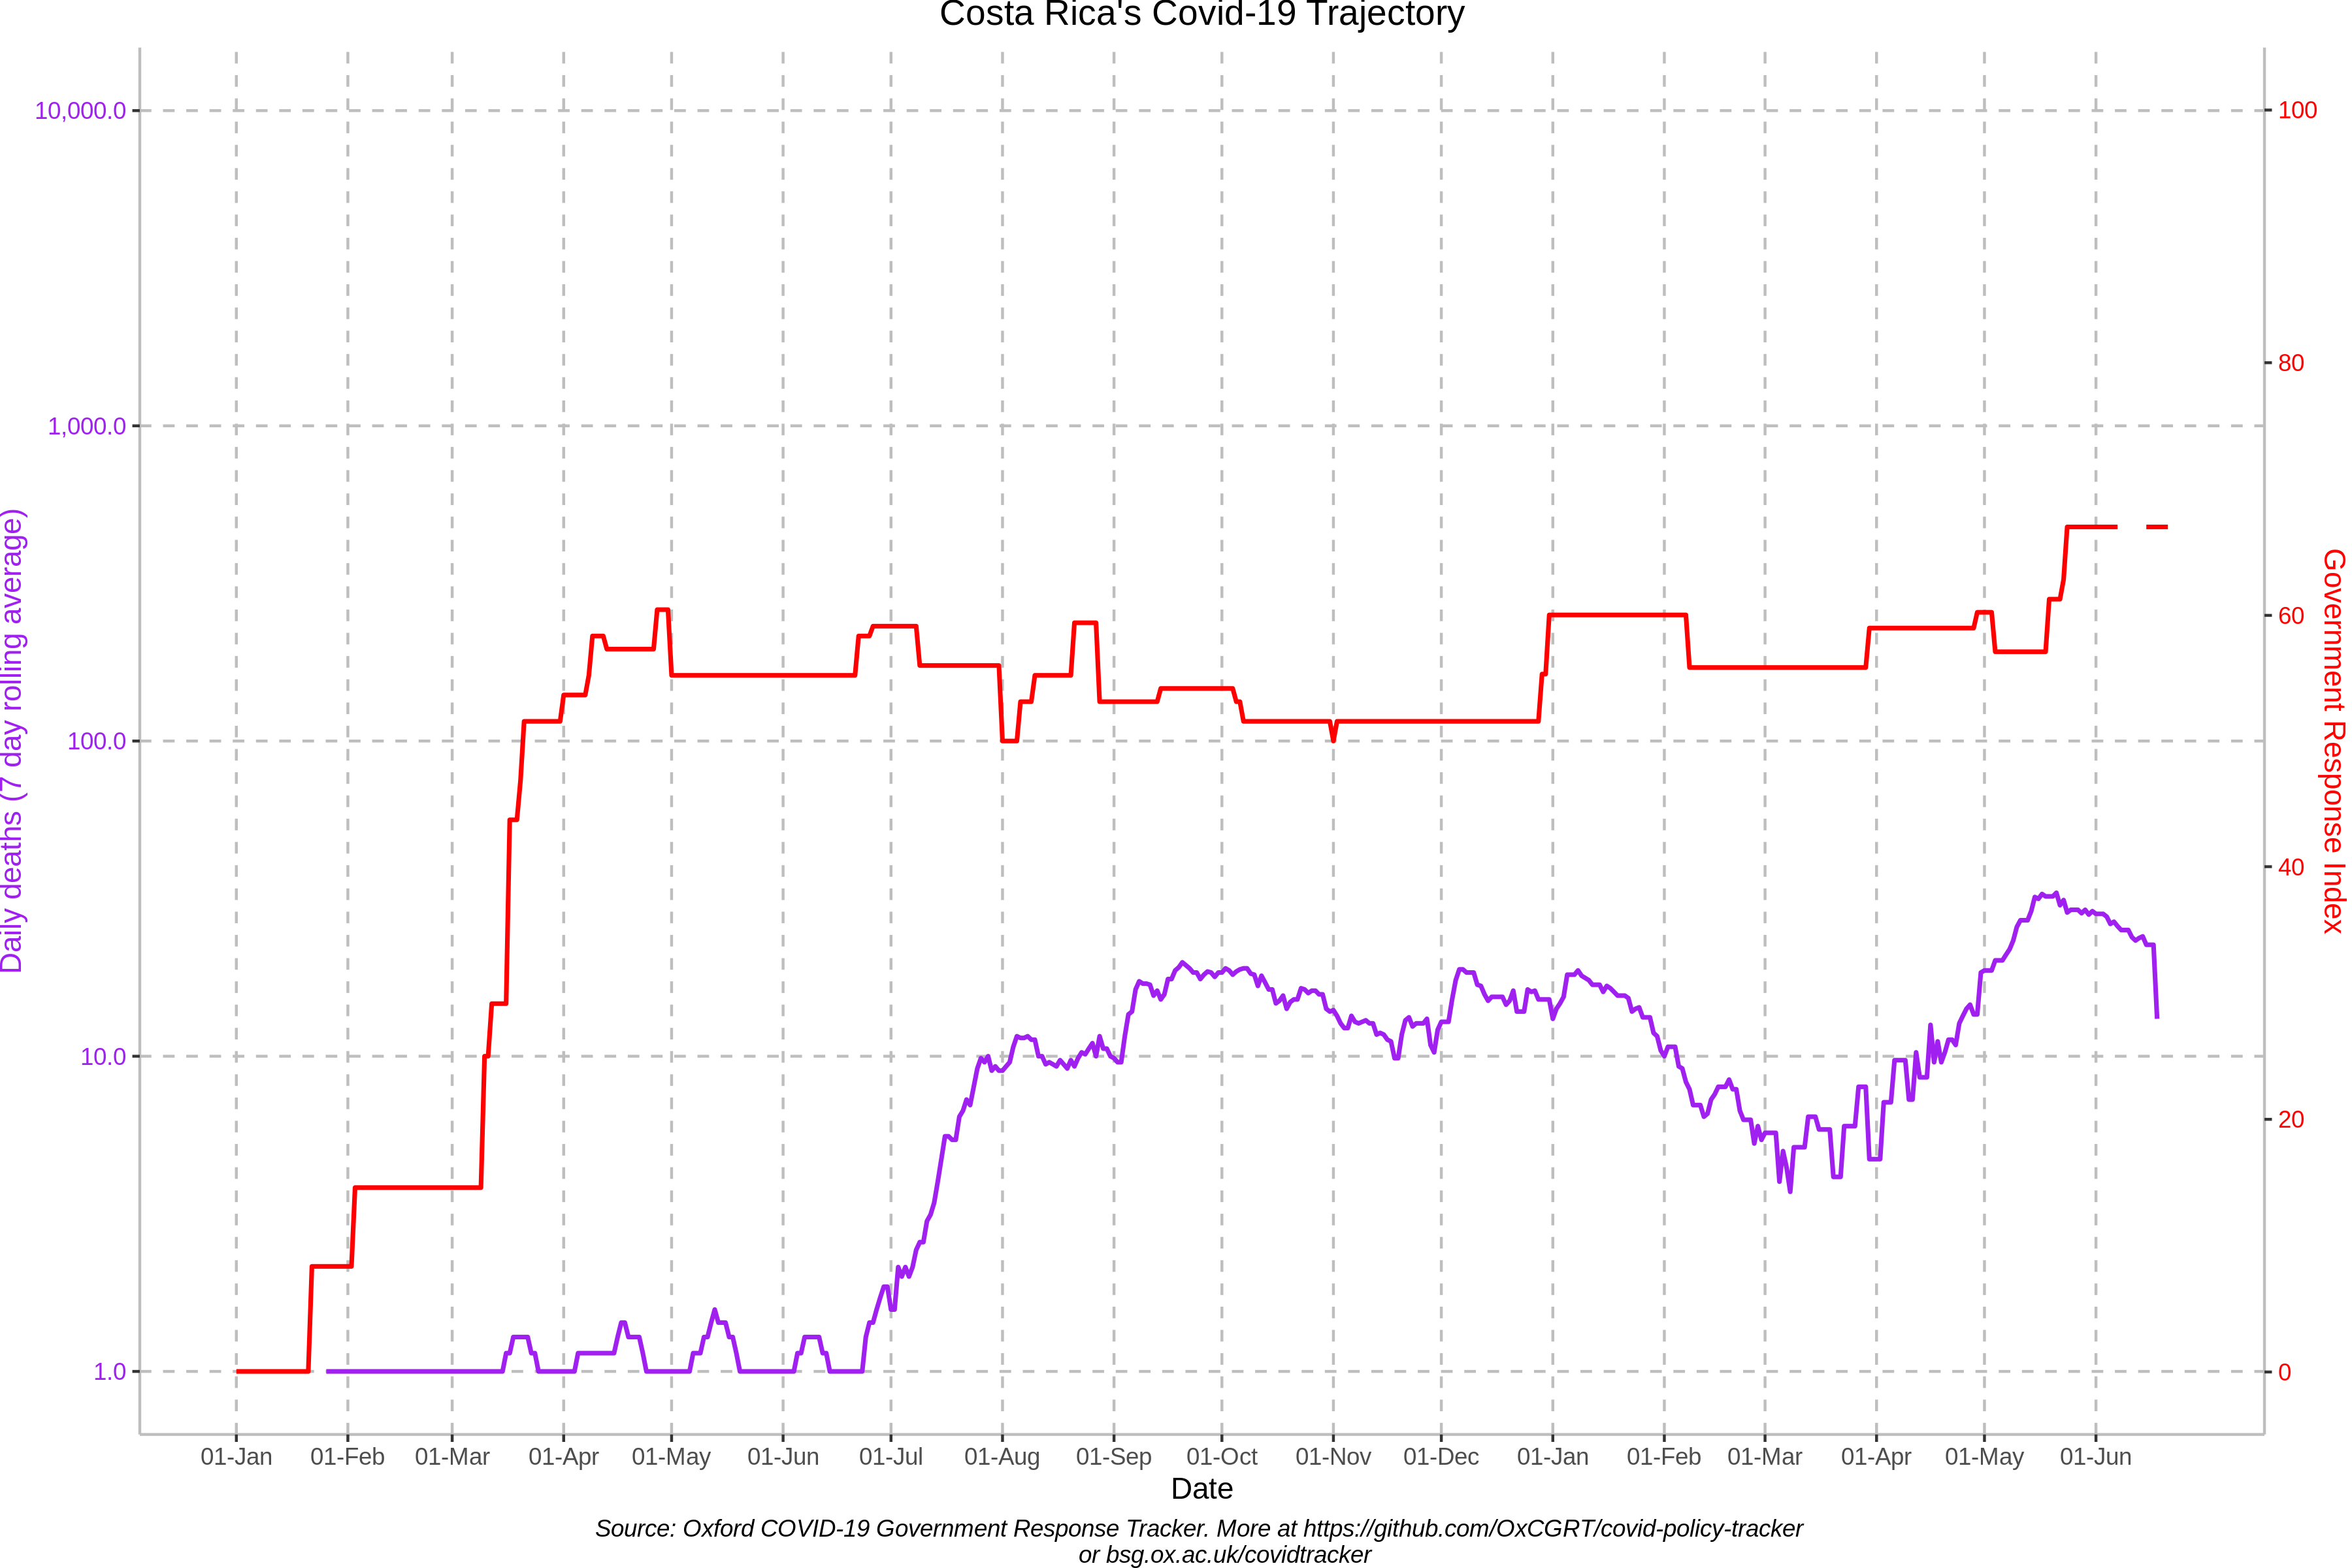 Costa Rica's Covid-19 Trajectory
10,000.0
1,000.0
100.0
10.0
1.0
Daily deaths (7 day rolling average)
100
80
60
40
20
0
Government Response Index
01-Jan 01-Feb 01-Mar 01-Apr 01-May 01-Jun 01-Jul 01-Aug 01-Sep 01-Oct 01-Nov 01-Dec 01-Jan 01-Feb 01-Mar 01-Apr 01-May 01-Jun
Date
Source: Oxford COVID-19 Government Response Tracker. More at https://github.com/OxCGRT/covid-policy-tracker
or bsg.ox.ac.uk/covidtracker